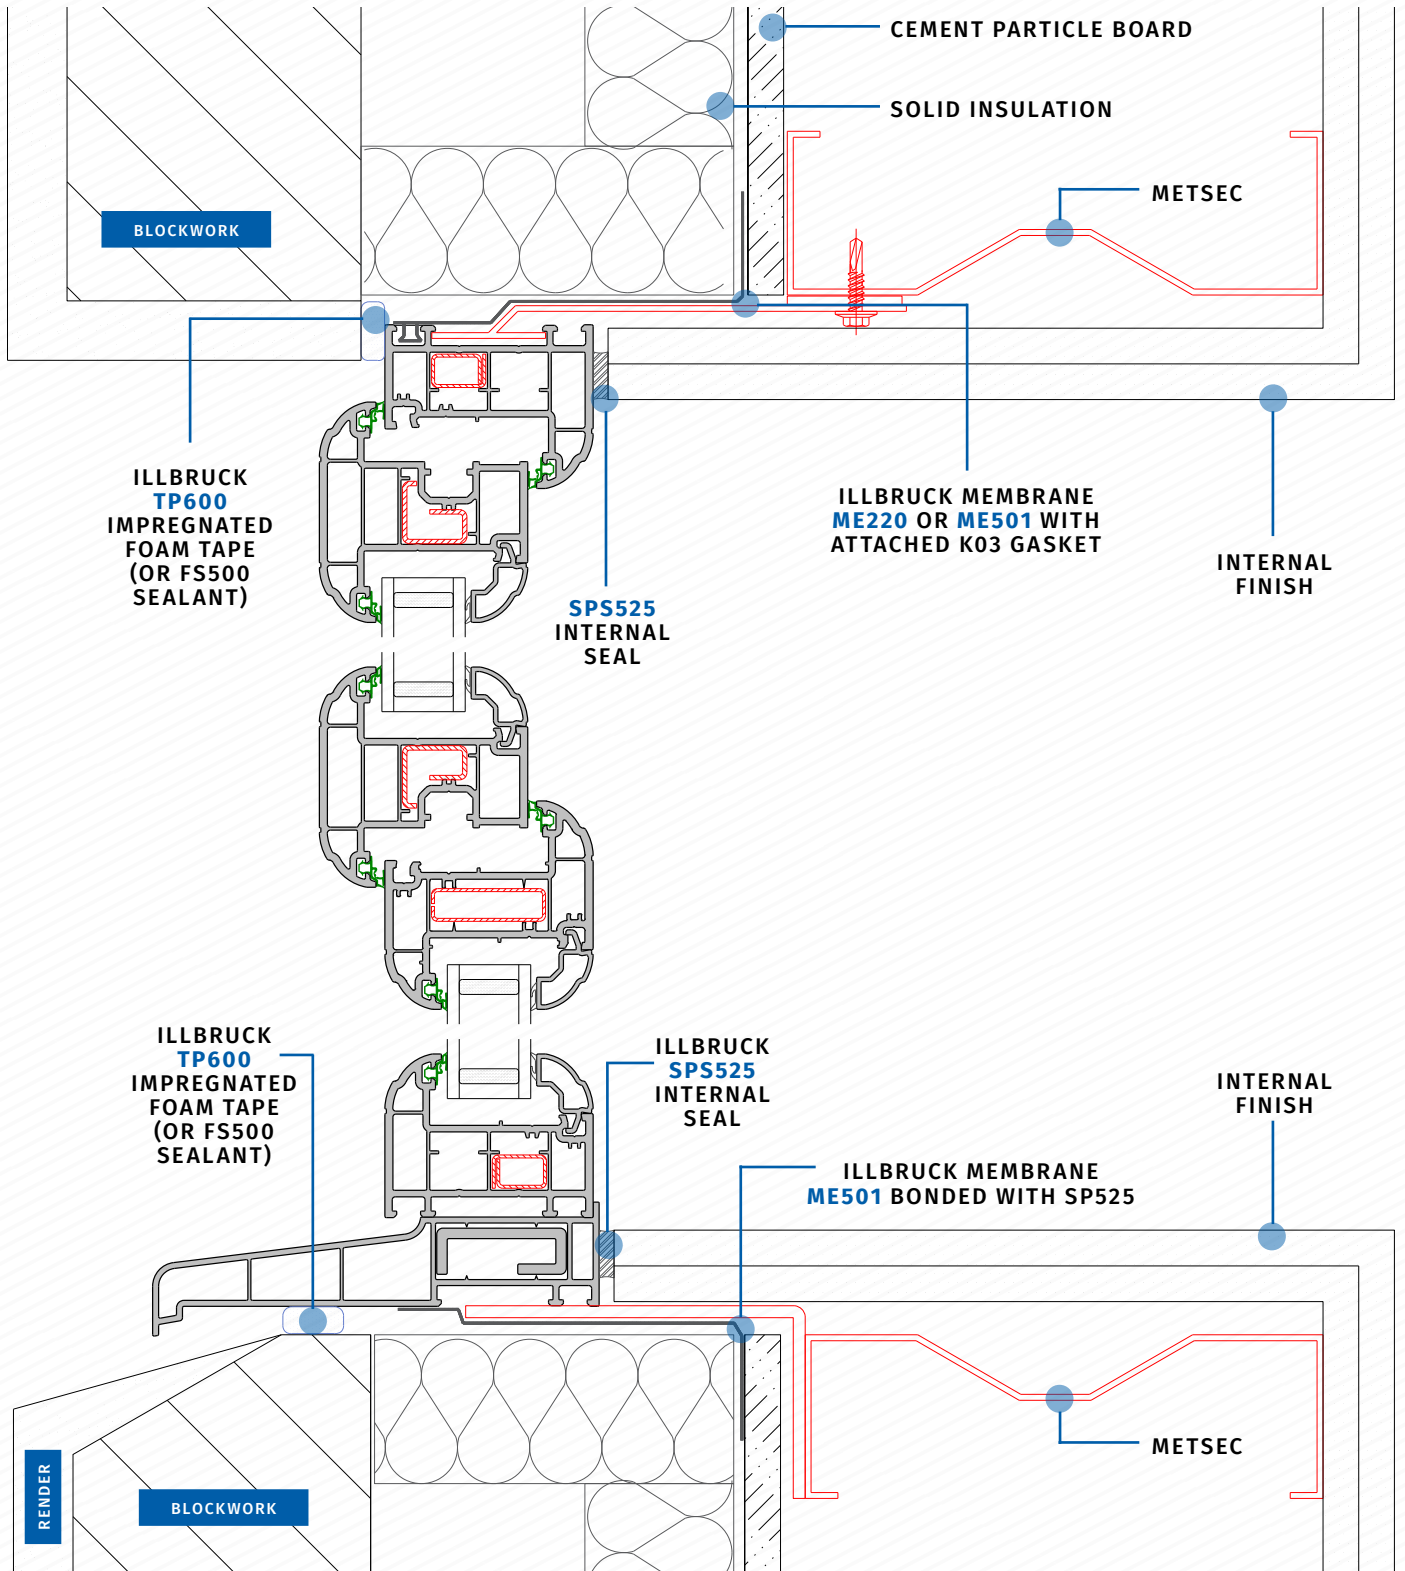 CEMENT PARTICLE BOARD
SOLID INSULATION
METSEC
BLOCKWORK
ILLBRUCK
TP600
IMPREGNATED
FOAM TAPE
(OR FS500
SEALANT)
ILLBRUCK MEMBRANE
ME220 OR ME501 WITH
ATTACHED K03 GASKET
INTERNAL
FINISH
SPS525
INTERNAL
SEAL
ILLBRUCK
TP600
IMPREGNATED
FOAM TAPE
(OR FS500
SEALANT)
ILLBRUCK
SPS525
INTERNAL
SEAL
INTERNAL
FINISH
ILLBRUCK MEMBRANE
ME501 BONDED WITH SP525
METSEC
RENDER
BLOCKWORK